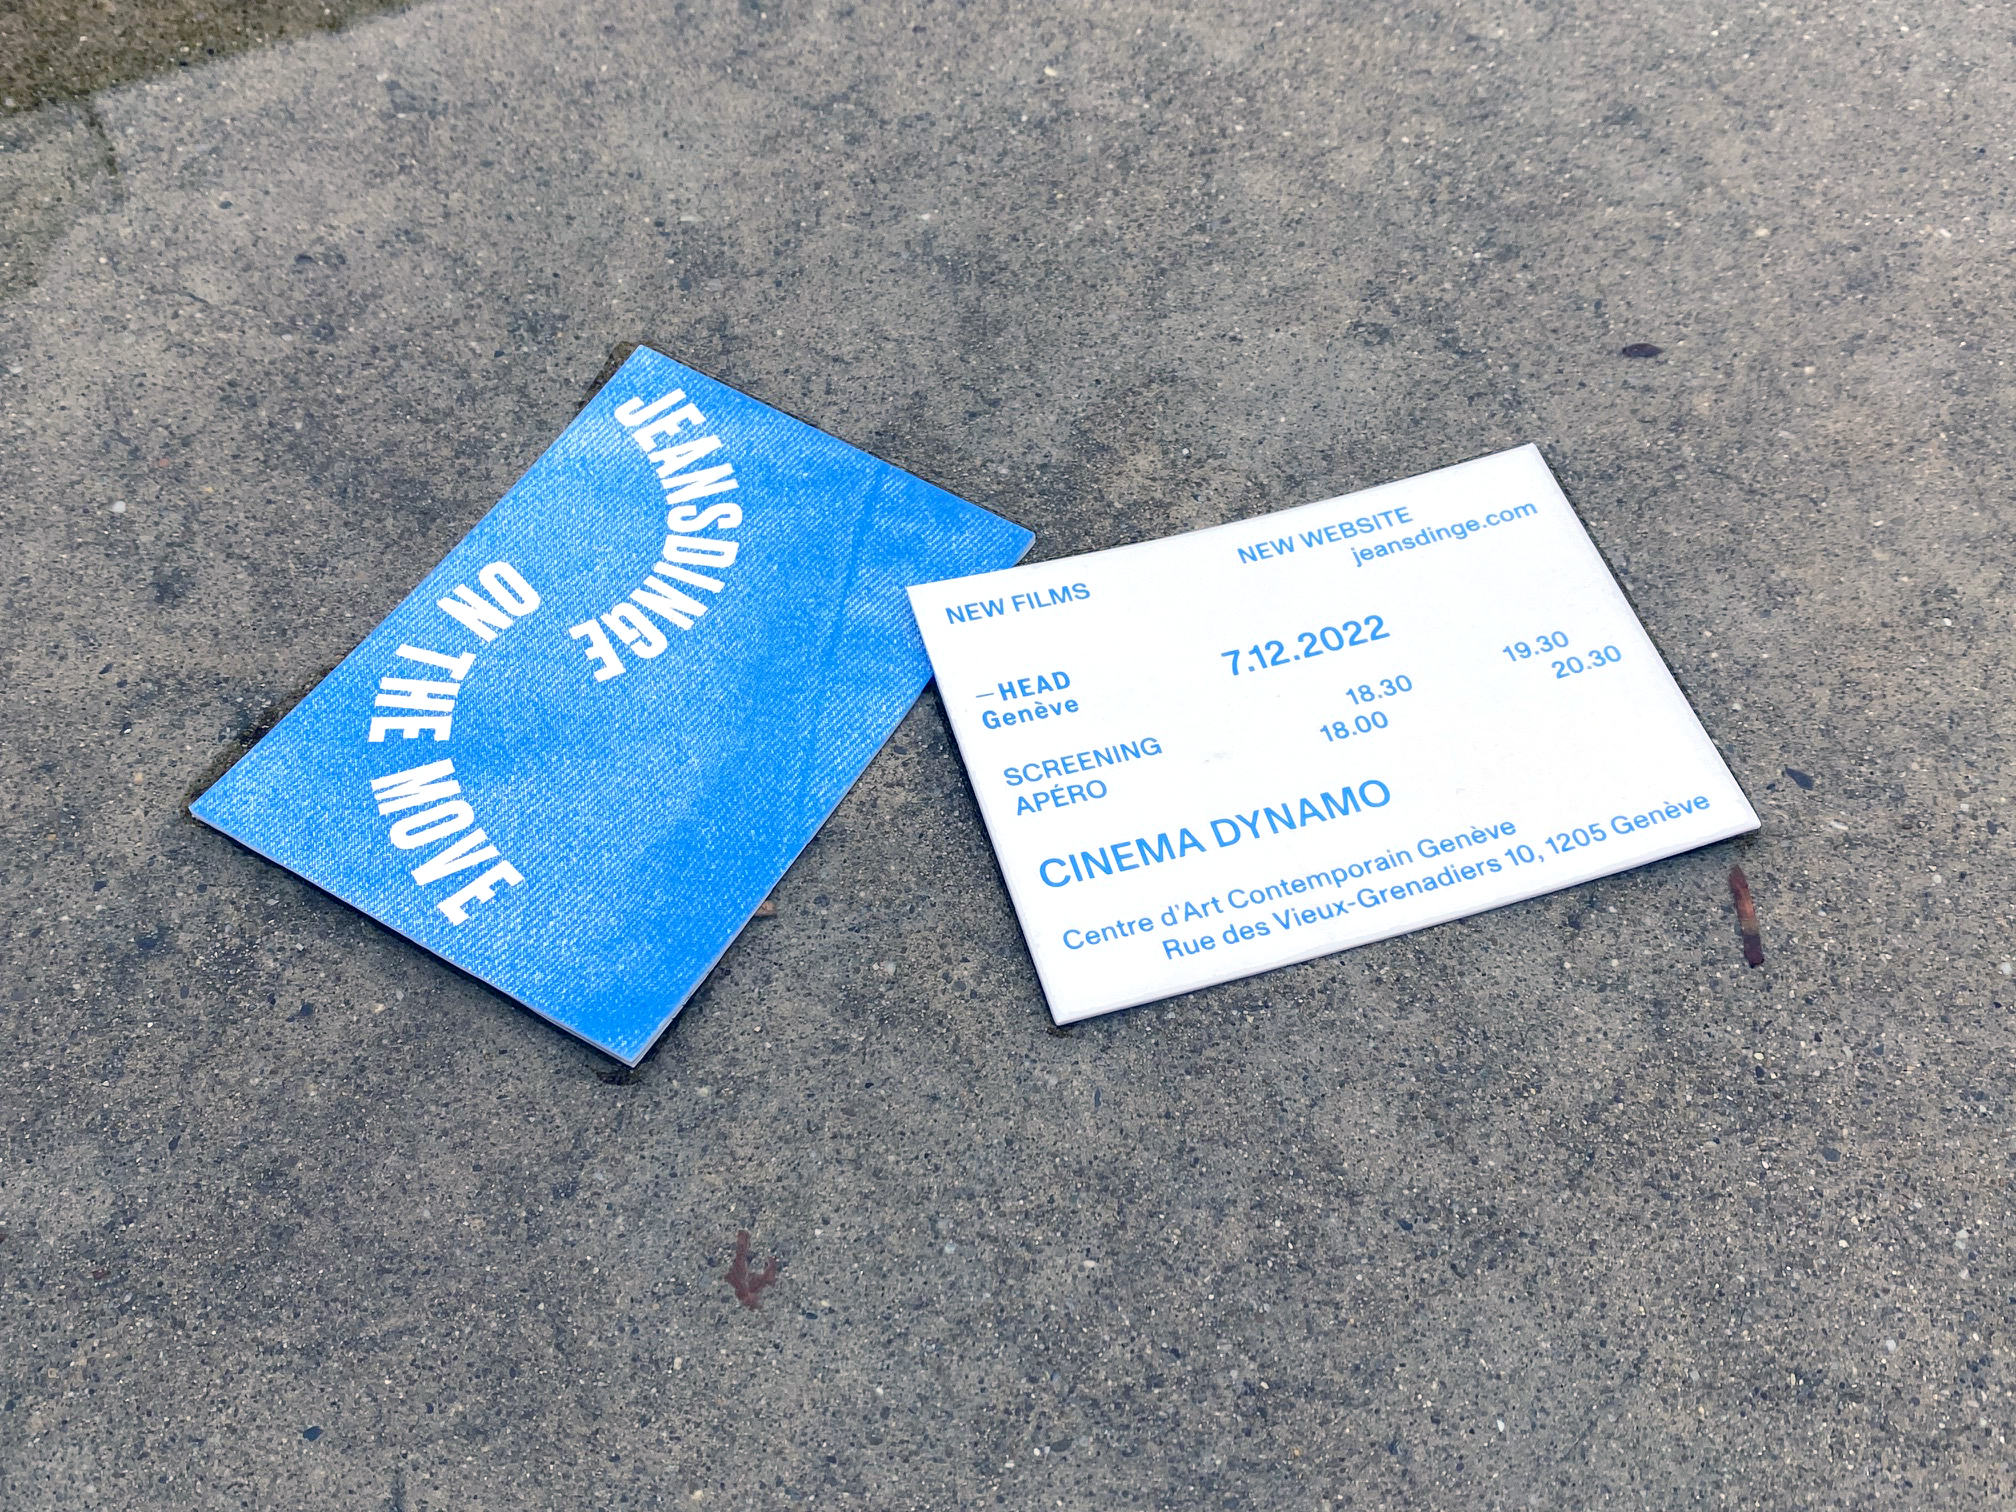 JEANSDINGE
ON THE MOVE
NEW FILMS
NEW WEBSITE
jeansdinge.com
—HEAD
Genève
7.12.2022
SCREENING 18.30 19.30
APÉRO 18.00 20.30
CINEMA DYNAMO
Centre d'Art Contemporain Genève
Rue des Vieux-Grenadiers 10, 1205 Genève